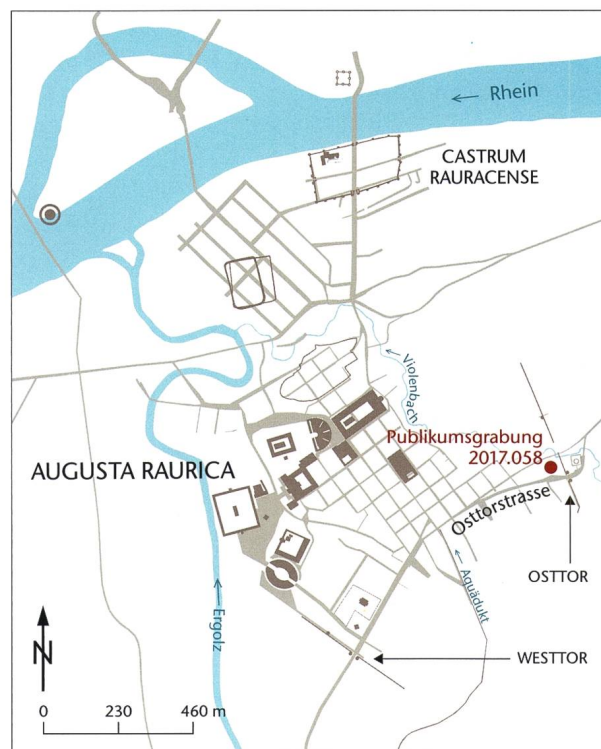 Rhein
CASTRUM
RAURACENSE
Violenbach
Publikumsgrabung
2017.058
AUGUSTA RAURICA
Osttorstrasse
OSTTOR
Aquädukt
Ergolz
WESTTOR
N
0 230 460 m